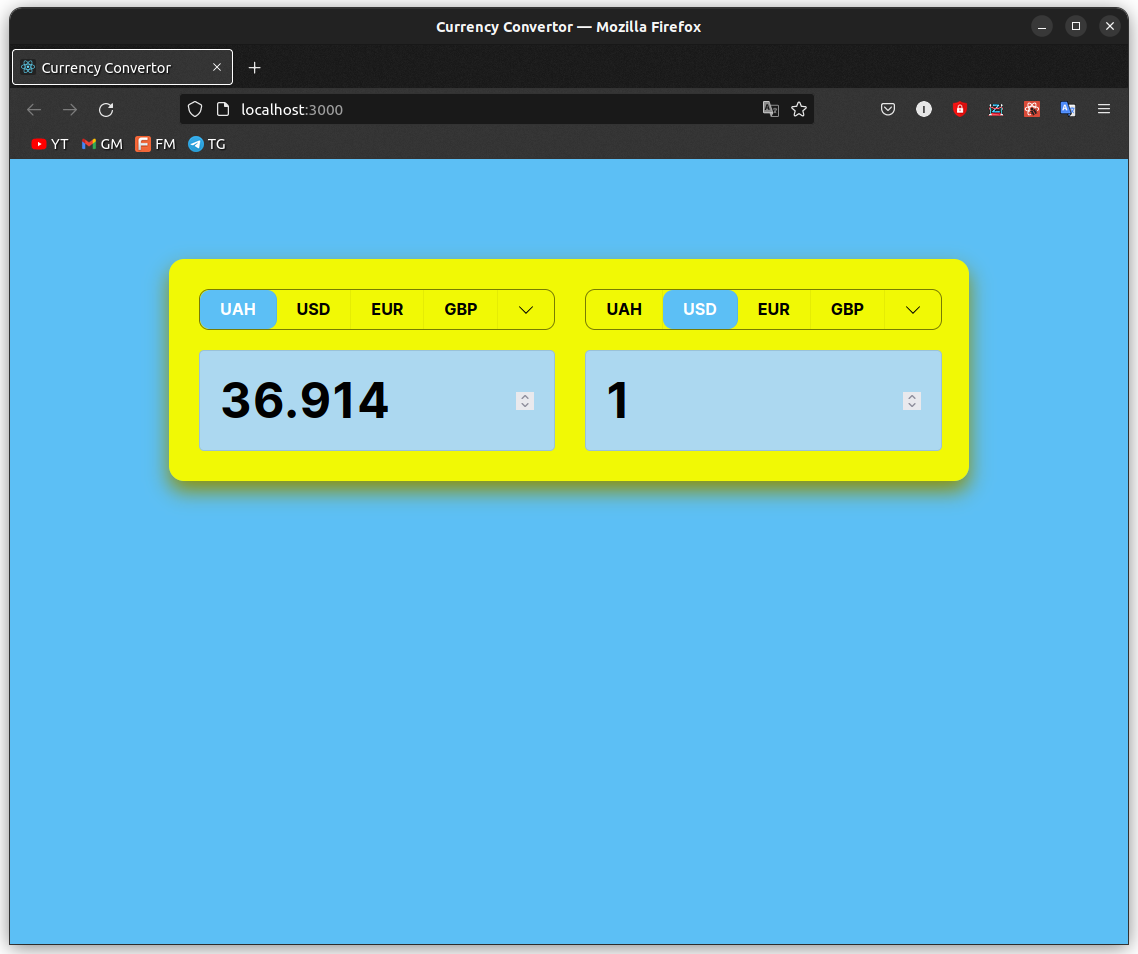 Currency Convertor — Mozilla Firefox
Currency Convertor
localhost:3000
YT GM FM TG
UAH USD EUR GBP UAH USD EUR GBP
36.914 1